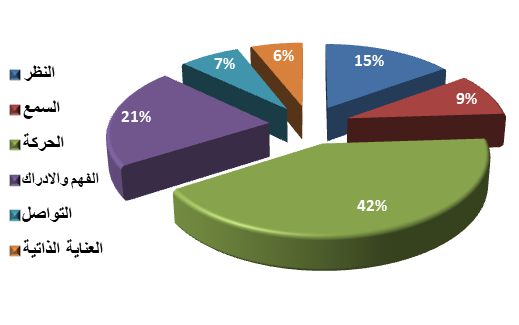 النظر
السمع
الحركة
الفهم والادراك
التواصل
العناية الذاتية
15%
9%
42%
21%
7%
6%